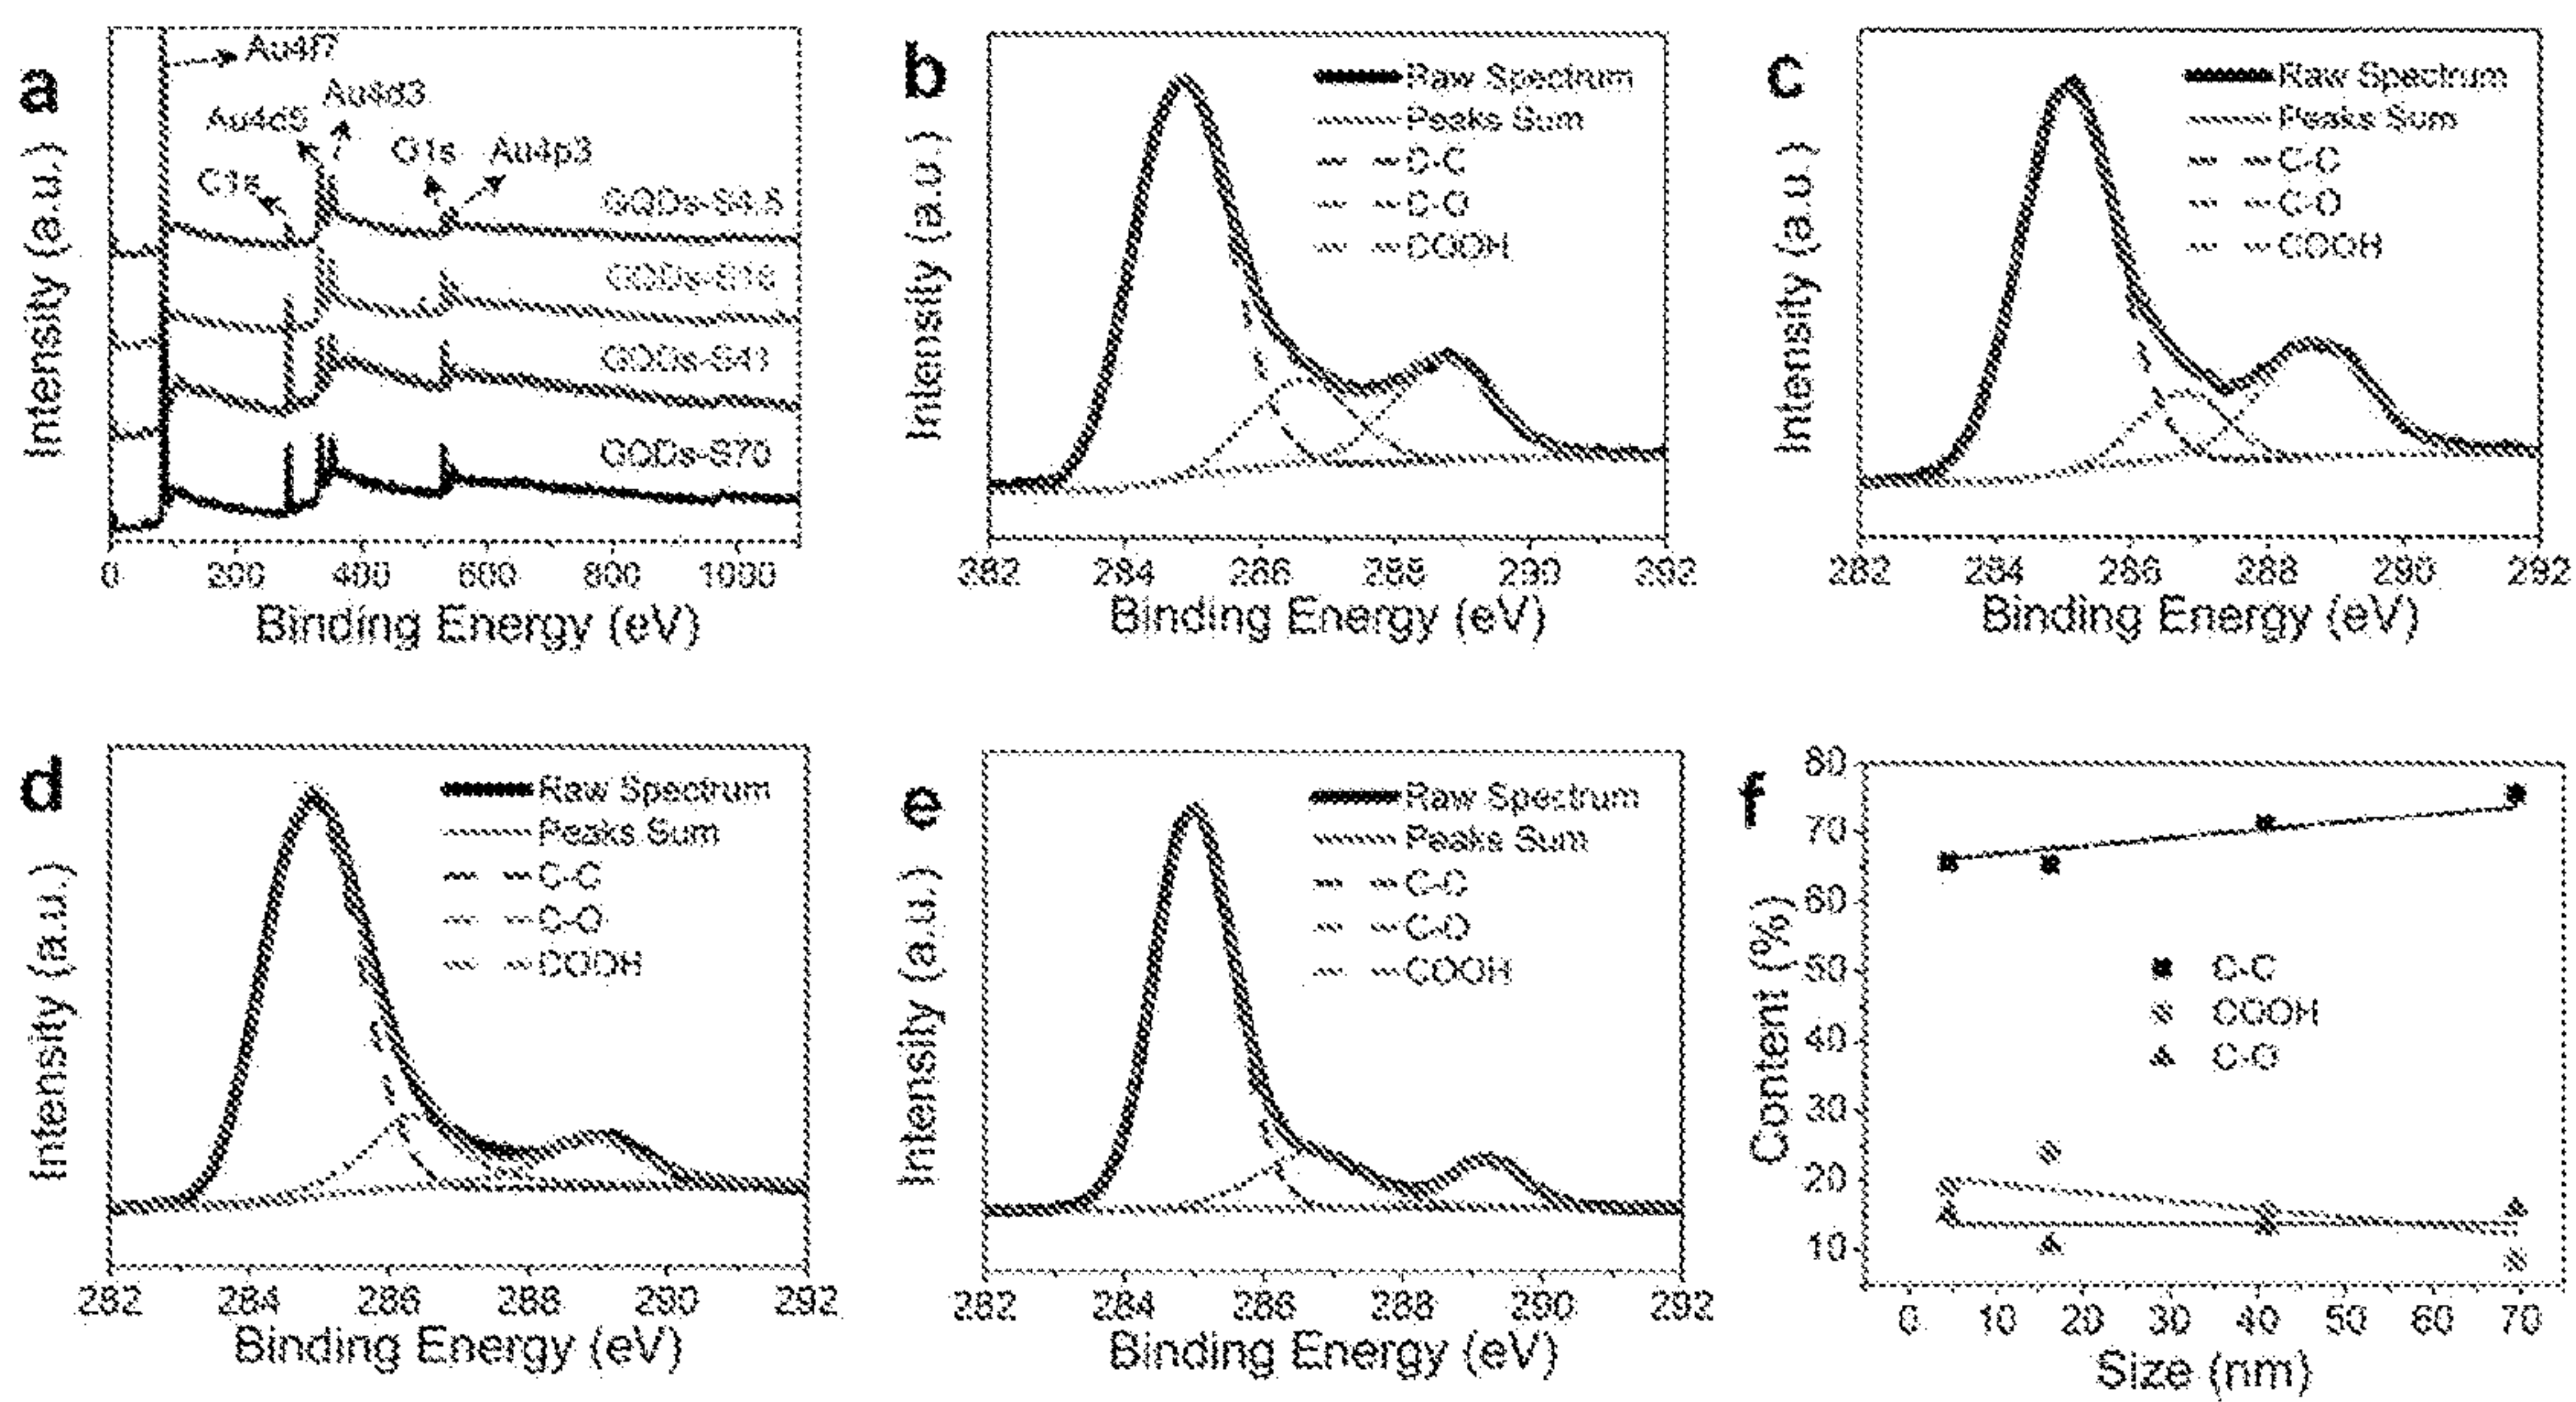 a
Intensity (a.u.)
Au4f7
Au4d3
Au4d5
O1s
Au4p3
C1s
GQDs-S4.5
GQDs-S16
GQDs-S41
GQDs-S70
0 200 400 600 800 1000
Binding Energy (eV)
b
Intensity (a.u.)
Raw Spectrum
Peaks Sum
C-C
C-O
COOH
282 284 286 288 290 292
Binding Energy (eV)
c
Intensity (a.u.)
Raw Spectrum
Peaks Sum
C-C
C-O
COOH
282 284 286 288 290 292
Binding Energy (eV)
d
Intensity (a.u.)
Raw Spectrum
Peaks Sum
C-C
C-O
COOH
282 284 286 288 290 292
Binding Energy (eV)
e
Intensity (a.u.)
Raw Spectrum
Peaks Sum
C-C
C-O
COOH
282 284 286 288 290 292
Binding Energy (eV)
f
Content (%)
80
70
60
50
40
30
20
10
C-C
COOH
C-O
0 10 20 30 40 50 60 70
Size (nm)